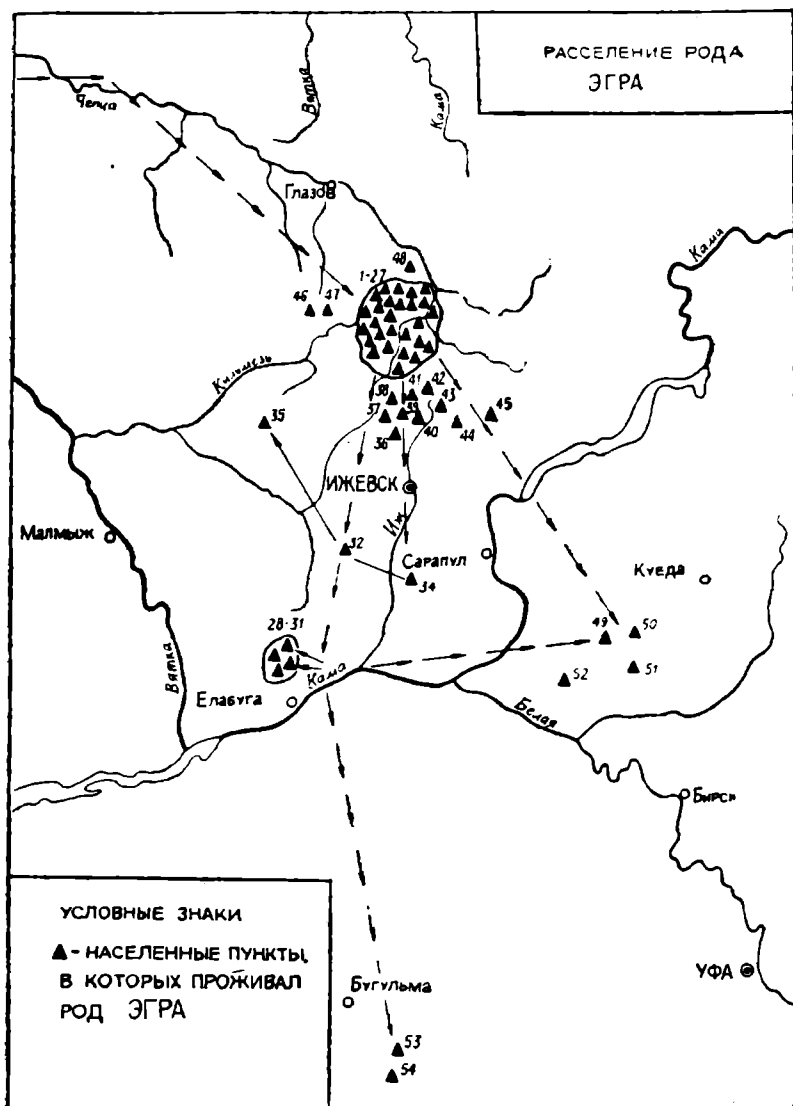 РАССЕЛЕНИЕ РОДА
ЭГРА
Чепца
Вятка
Кама
Глазов
Кама
48
1-27
46 47
Кильмезь
41 42
38
43
37 39
45
35
40 44
36
ИЖЕВСК
Иж
Малмыж
32
Сарапул
Куеда
34
28-31
49 50
Вятка
Кама
52 51
Елабуга
Белая
Бирск
УСЛОВНЫЕ ЗНАКИ
- НАСЕЛЕННЫЕ ПУНКТЫ,
В КОТОРЫХ ПРОЖИВАЛ
РОД ЭГРА
УФА
Бугульма
53
54